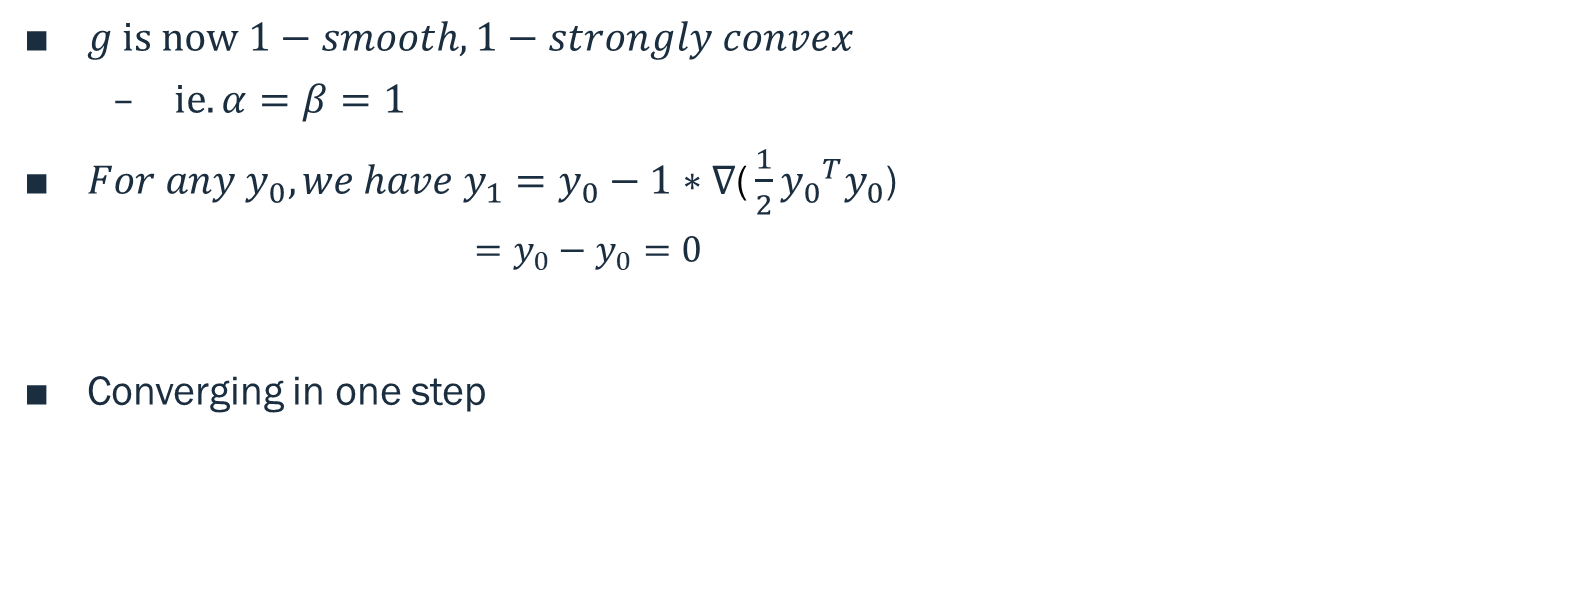 ■ g is now 1 − smooth, 1 − strongly convex
– ie. α = β = 1
■ For any y₀, we have y₁ = y₀ − 1 ∗ ∇(½ y₀ᵀ y₀)
= y₀ − y₀ = 0
■ Converging in one step